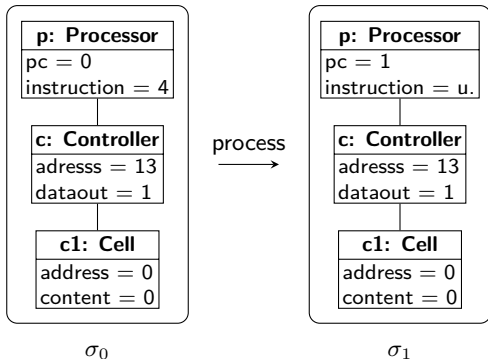 p: Processor
pc = 0
instruction = 4
c: Controller
adresss = 13
dataout = 1
c1: Cell
address = 0
content = 0
σ0
process
p: Processor
pc = 1
instruction = u.
c: Controller
adresss = 13
dataout = 1
c1: Cell
address = 0
content = 0
σ1